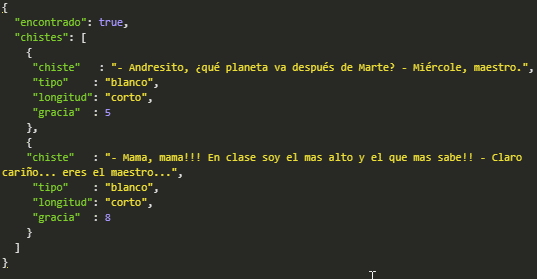 {
"encontrado": true,
"chistes": [
{
"chiste" : "- Andresito, ¿qué planeta va después de Marte? - Miércole, maestro.",
"tipo" : "blanco",
"longitud": "corto",
"gracia" : 5
},
{
"chiste" : "- Mama, mama!!! En clase soy el mas alto y el que mas sabe!! - Claro
cariño... eres el maestro...",
"tipo" : "blanco",
"longitud": "corto",
"gracia" : 8
}
]
}